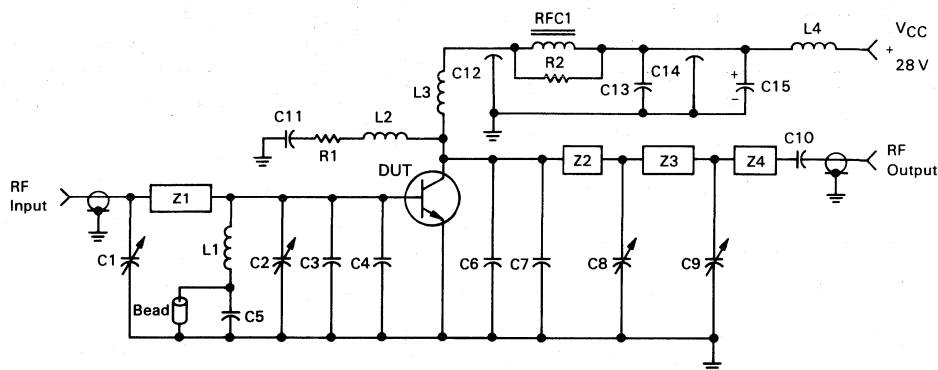 RFC1
L4
VCC
+
28 V
C12
R2
C14
C13
+
–
C15
L3
C11
L2
R1
C10
DUT
Z2
Z3
Z4
RF
Output
RF
Input
Z1
C1
L1
C2
C3
C4
C6
C7
C8
C9
Bead
C5